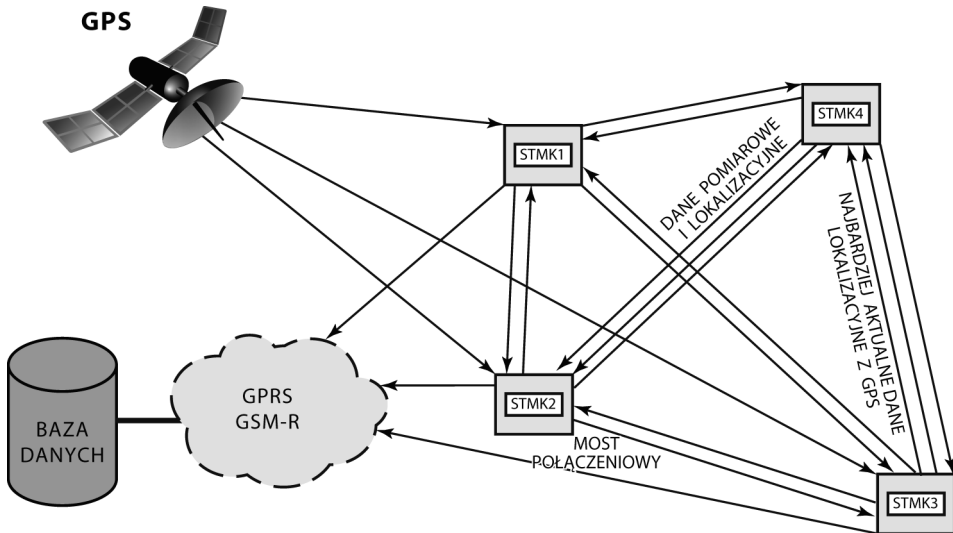 GPS
STMK4
STMK1
DANE POMIAROWE
I LOKALIZACYJNE
NAJBARDZIEJ AKTUALNE DANE
LOKALIZACYJNE Z GPS
GPRS
GSM-R
STMK2
BAZA
DANYCH
MOST
POŁĄCZENIOWY
STMK3